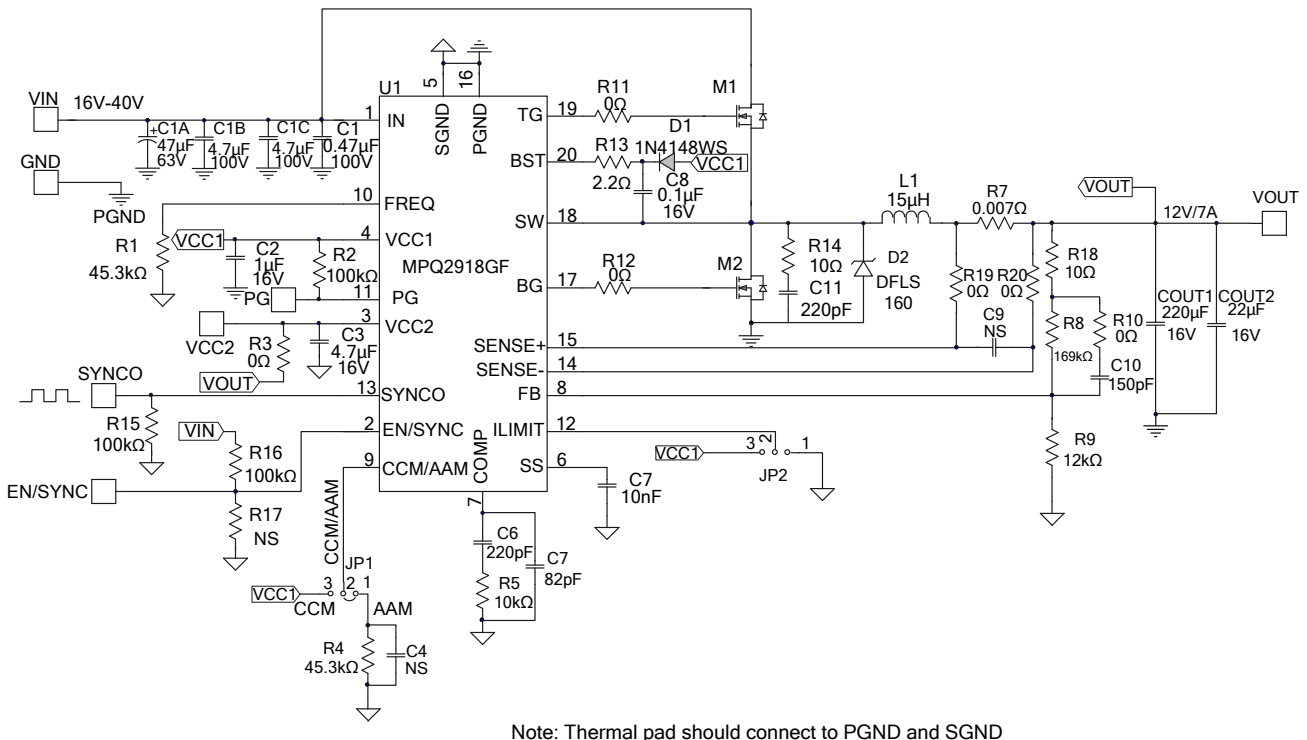 VIN
16V-40V
C1A
47µF
63V
C1B
4.7µF
100V
C1C
4.7µF
100V
C1
0.47µF
100V
GND
PGND
U1
MPQ2918GF
1
IN
5
SGND
16
PGND
10
FREQ
4
VCC1
11
PG
3
VCC2
13
SYNCO
2
EN/SYNC
9
CCM/AAM
7
COMP
TG
19
BST
20
SW
18
BG
17
SENSE+
15
SENSE-
14
FB
8
ILIMIT
12
SS
6
R1
45.3kΩ
VCC1
C2
1µF
16V
R2
100kΩ
PG
VCC2
R3
0Ω
VOUT
C3
4.7µF
16V
SYNCO
R15
100kΩ
VIN
R16
100kΩ
EN/SYNC
R17
NS
CCM/AAM
JP1
VCC1
3 2 1
CCM
AAM
R4
45.3kΩ
C4
NS
C6
220pF
R5
10kΩ
C7
82pF
R11
0Ω
M1
R13
2.2Ω
D1
1N4148WS
VCC1
C8
0.1µF
16V
R12
0Ω
M2
R14
10Ω
C11
220pF
D2
DFLS
160
L1
15µH
R7
0.007Ω
R19
0Ω
R20
0Ω
C9
NS
VOUT
12V/7A
VOUT
R18
10Ω
R8
169kΩ
R10
0Ω
C10
150pF
R9
12kΩ
COUT1
220µF
16V
COUT2
22µF
16V
VCC1
3 2 1
JP2
C7
10nF
Note: Thermal pad should connect to PGND and SGND